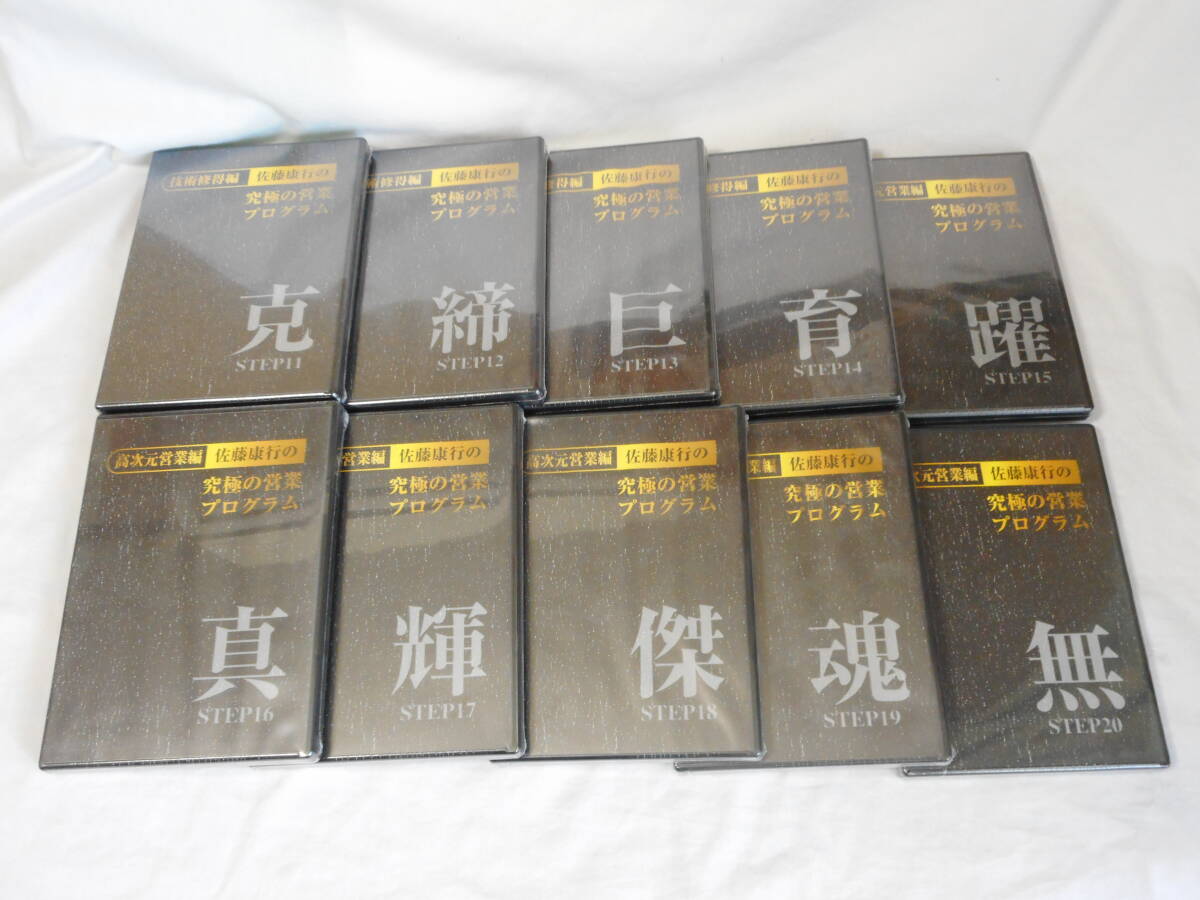 技術修得編 佐藤康行の
究極の営業
プログラム
克
STEP11
術修得編 佐藤康行の
究極の営業
プログラム
締
STEP12
得編 佐藤康行の
究極の営業
プログラム
巨
STEP13
修得編 佐藤康行の
究極の営業
プログラム
育
STEP14
元営業編 佐藤康行の
究極の営業
プログラム
躍
STEP15
高次元営業編 佐藤康行の
究極の営業
プログラム
真
STEP16
営業編 佐藤康行の
究極の営業
プログラム
輝
STEP17
高次元営業編 佐藤康行の
究極の営業
プログラム
傑
STEP18
業編 佐藤康行の
究極の営業
プログラム
魂
STEP19
次元営業編 佐藤康行の
究極の営業
プログラム
無
STEP20